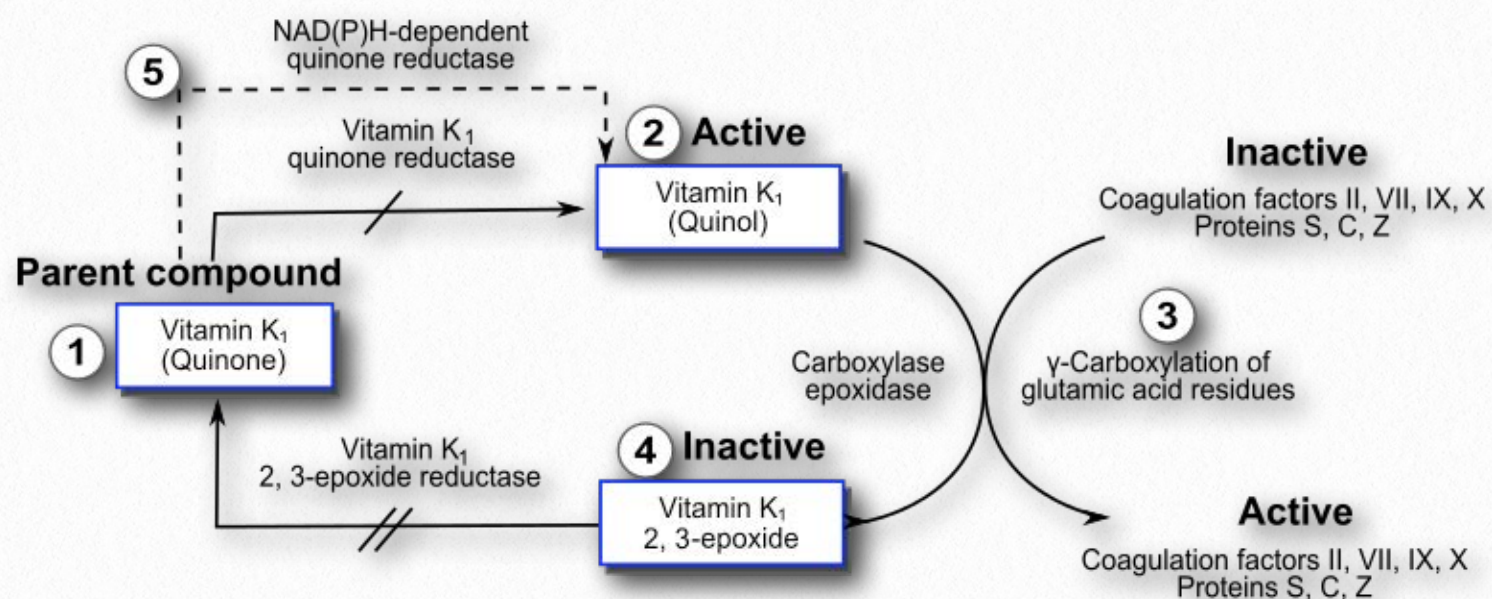 NAD(P)H-dependent
quinone reductase
5
Vitamin K₁
quinone reductase
2 Active
Vitamin K₁
(Quinol)
Inactive
Coagulation factors II, VII, IX, X
Proteins S, C, Z
Parent compound
1
Vitamin K₁
(Quinone)
Carboxylase
epoxidase
3
γ-Carboxylation of
glutamic acid residues
Vitamin K₁
2, 3-epoxide reductase
4 Inactive
Vitamin K₁
2, 3-epoxide
Active
Coagulation factors II, VII, IX, X
Proteins S, C, Z